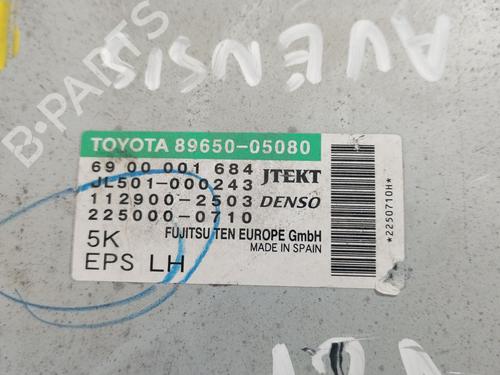 B-PARTS
AVENSIS
TOYOTA 89650-05080
69 00 001 684 JTEKT
JL501-000243
112900-2503 DENSO
225000-0710
5K FUJITSU TEN EUROPE GmbH
MADE IN SPAIN
EPS LH
*2250710H*